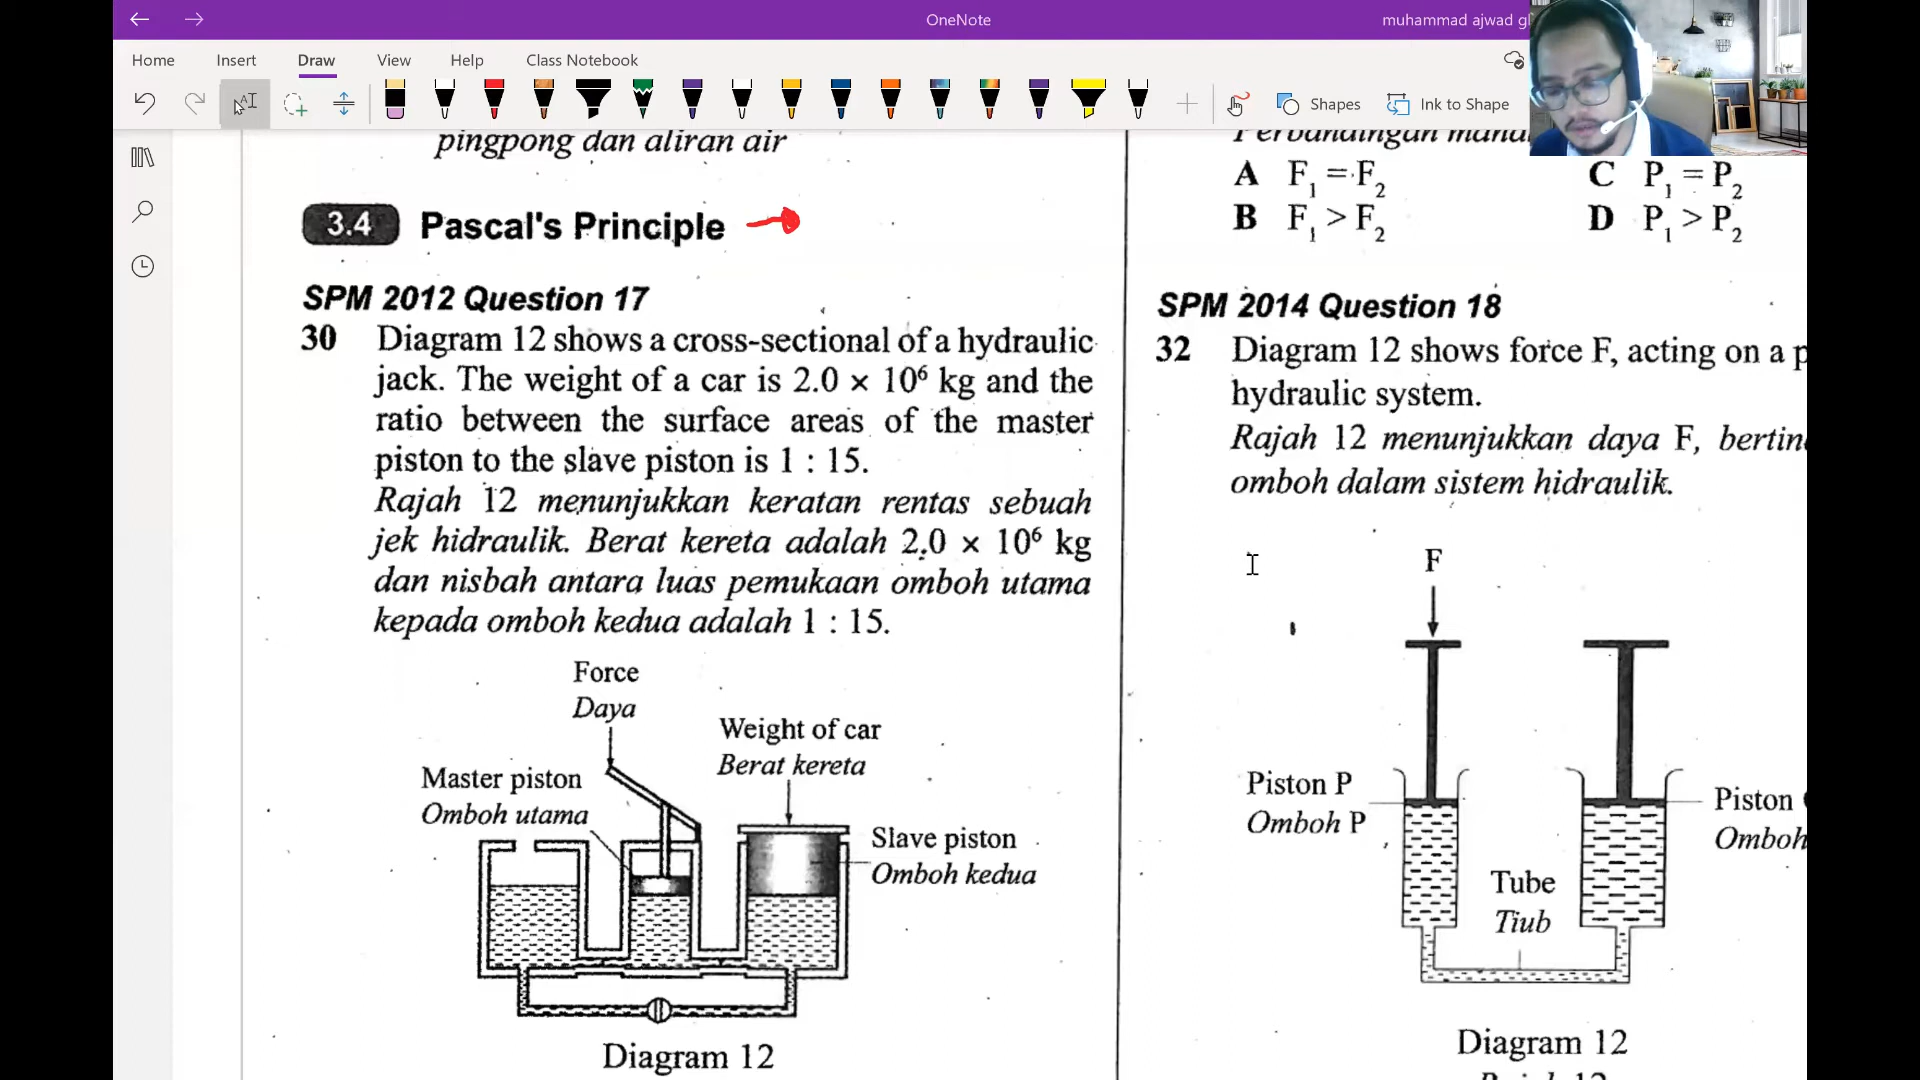 OneNote
muhammad ajwad
Home Insert Draw View Help Class Notebook
Shapes Ink to Shape
pingpong dan aliran air
3.4 Pascal's Principle
SPM 2012 Question 17
30 Diagram 12 shows a cross-sectional of a hydraulic
jack. The weight of a car is 2.0 × 10⁶ kg and the
ratio between the surface areas of the master
piston to the slave piston is 1 : 15.
Rajah 12 menunjukkan keratan rentas sebuah
jek hidraulik. Berat kereta adalah 2.0 × 10⁶ kg
dan nisbah antara luas pemukaan omboh utama
kepada omboh kedua adalah 1 : 15.
Force
Daya
Weight of car
Berat kereta
Master piston
Omboh utama
Slave piston
Omboh kedua
Diagram 12
Perbandingan
A F₁ = F₂ C P₁ = P₂
B F₁ > F₂ D P₁ > P₂
SPM 2014 Question 18
32 Diagram 12 shows force F, acting on a p
hydraulic system.
Rajah 12 menunjukkan daya F, bertin
omboh dalam sistem hidraulik.
F
Piston P
Omboh P
Piston
Omboh
Tube
Tiub
Diagram 12